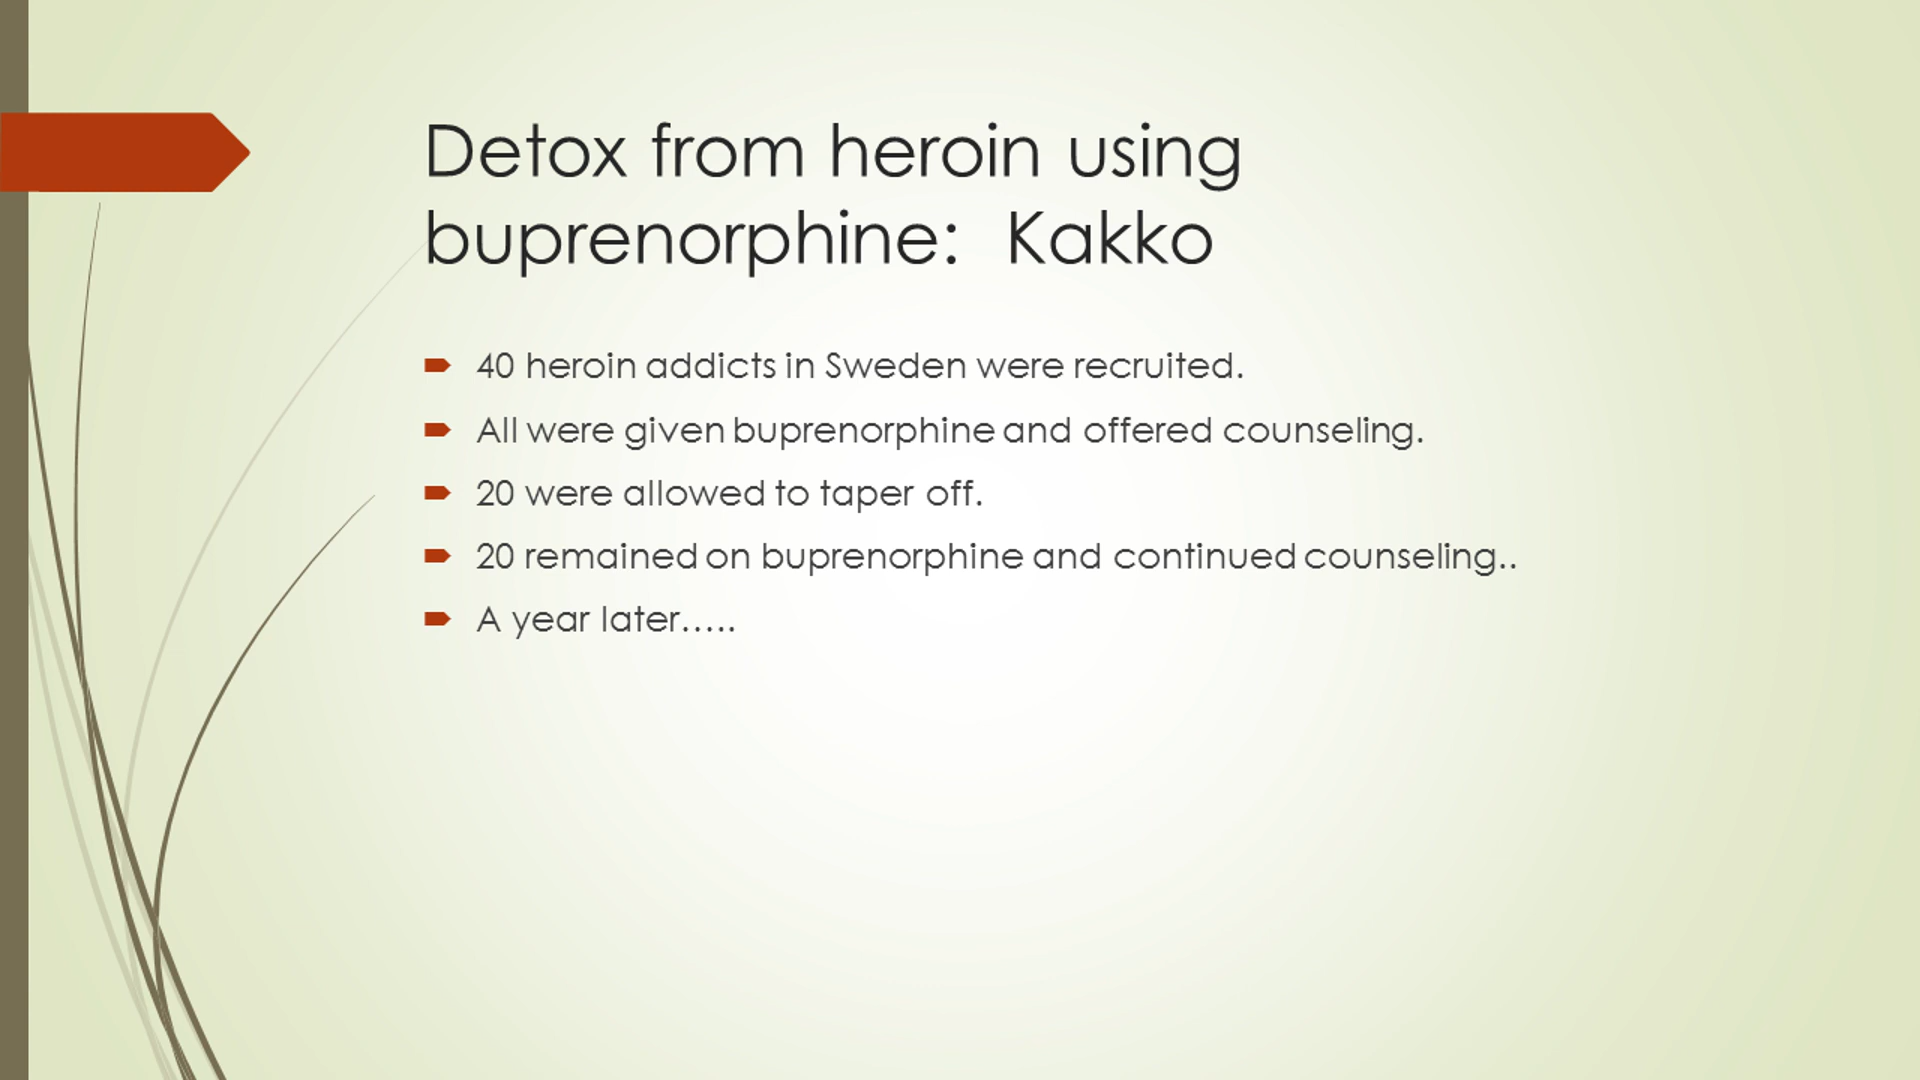 Detox from heroin using
buprenorphine:  Kakko
40 heroin addicts in Sweden were recruited.
All were given buprenorphine and offered counseling.
20 were allowed to taper off.
20 remained on buprenorphine and continued counseling..
A year later…..